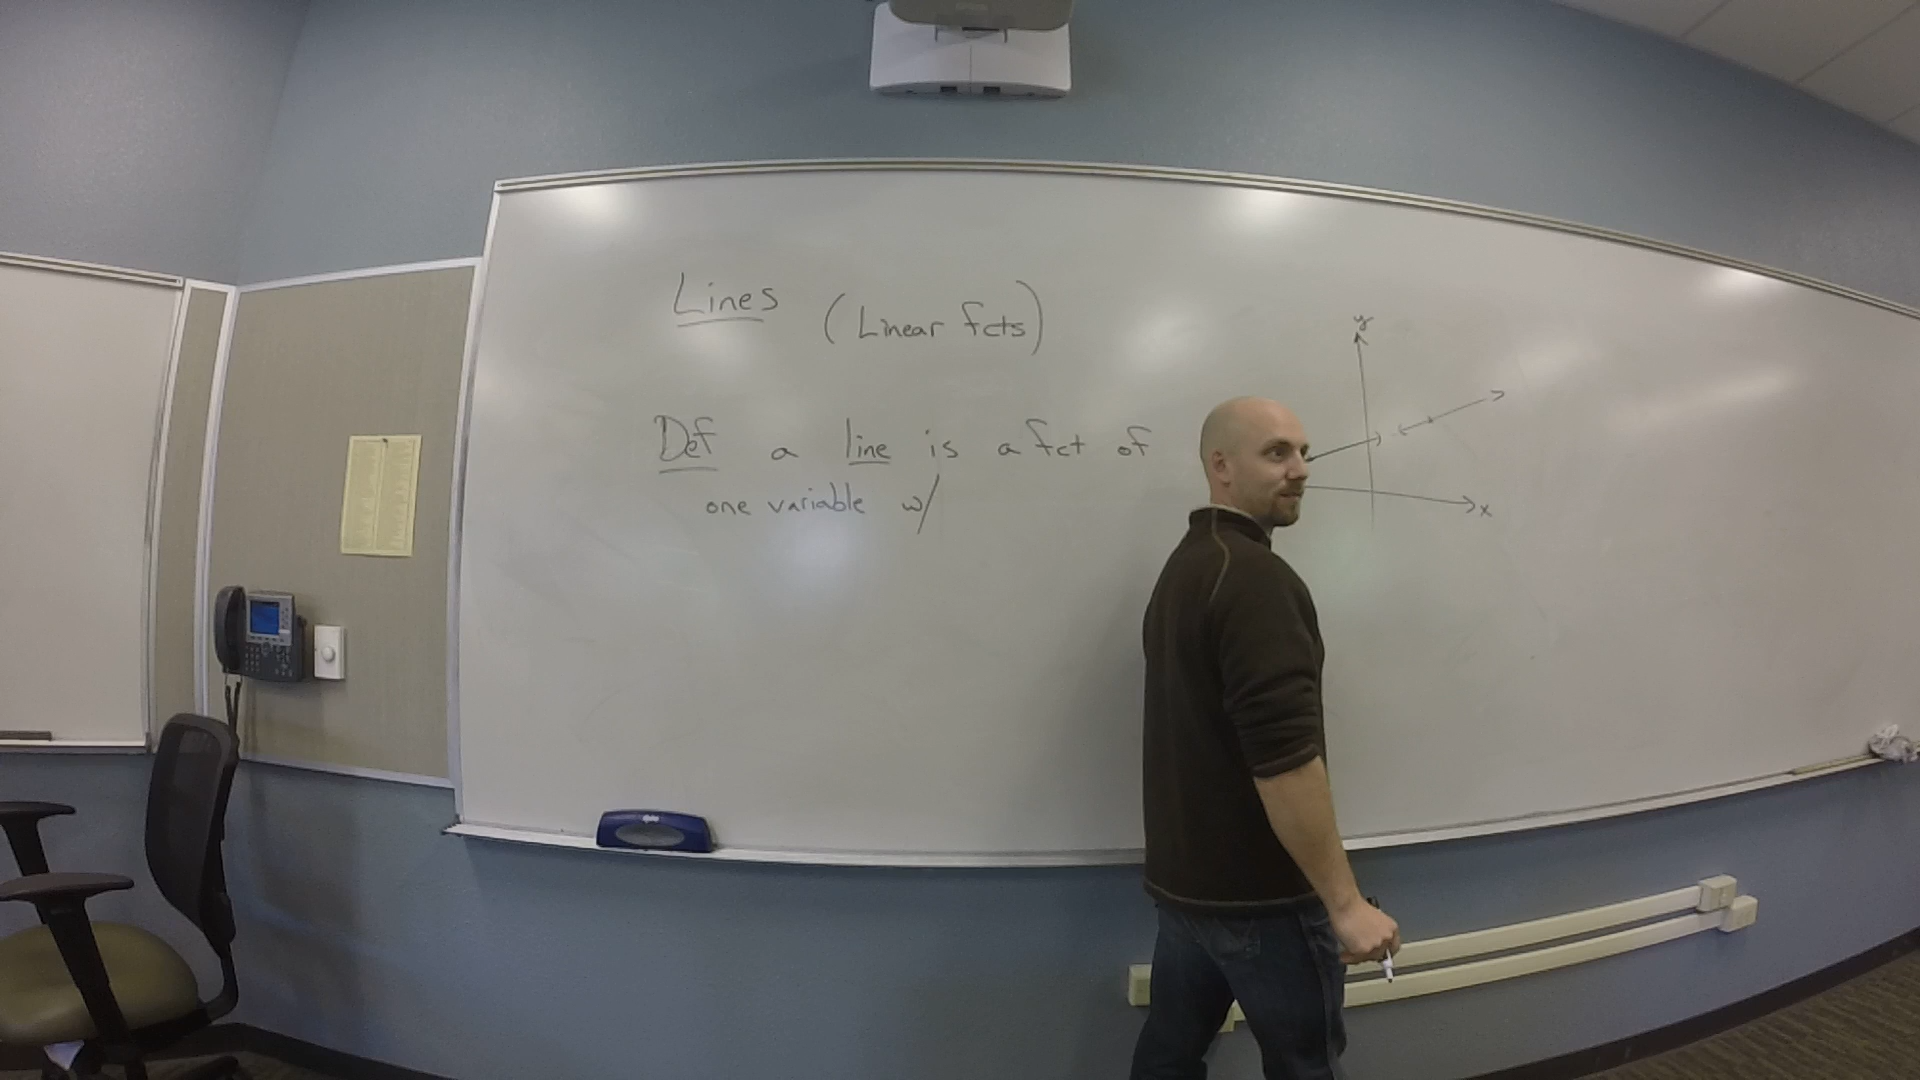 Lines (Linear fcts)
Def a line is a fct of
one variable w/
y
x